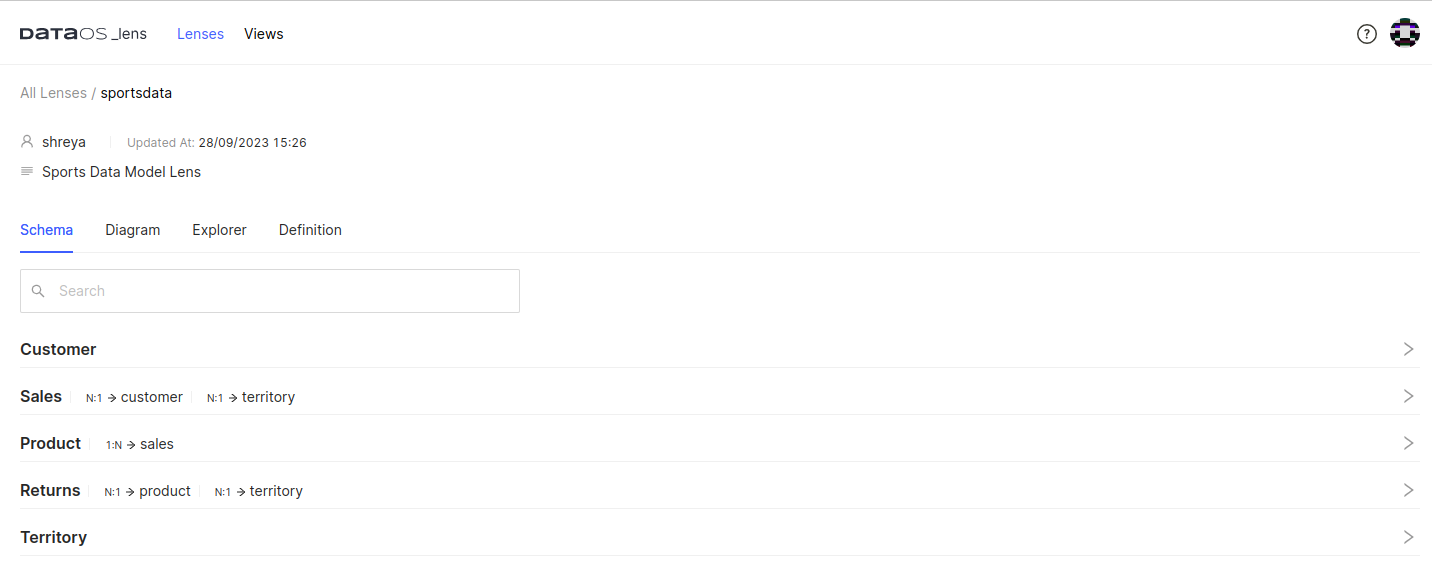 DATAOS _lens Lenses Views ?
All Lenses / sportsdata
shreya Updated At: 28/09/2023 15:26
Sports Data Model Lens
Schema Diagram Explorer Definition
Search
Customer
Sales N:1 → customer N:1 → territory
Product 1:N → sales
Returns N:1 → product N:1 → territory
Territory